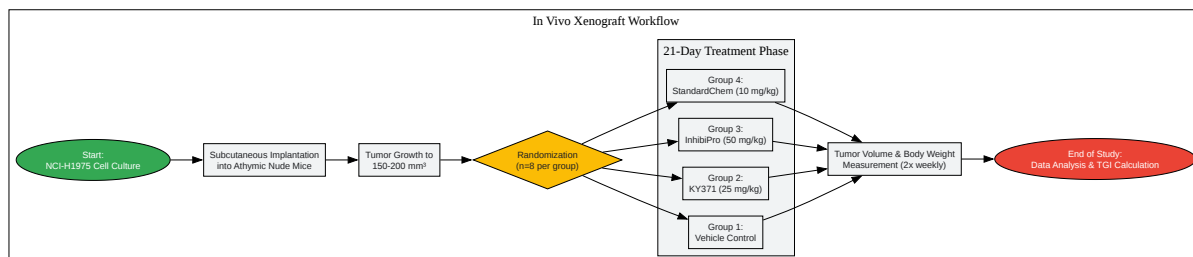 In Vivo Xenograft Workflow
21-Day Treatment Phase
Start:
NCI-H1975 Cell Culture
Subcutaneous Implantation
into Athymic Nude Mice
Tumor Growth to
150-200 mm³
Randomization
(n=8 per group)
Group 4:
StandardChem (10 mg/kg)
Group 3:
InhibiPro (50 mg/kg)
Group 2:
KY371 (25 mg/kg)
Group 1:
Vehicle Control
Tumor Volume & Body Weight
Measurement (2x weekly)
End of Study:
Data Analysis & TGI Calculation